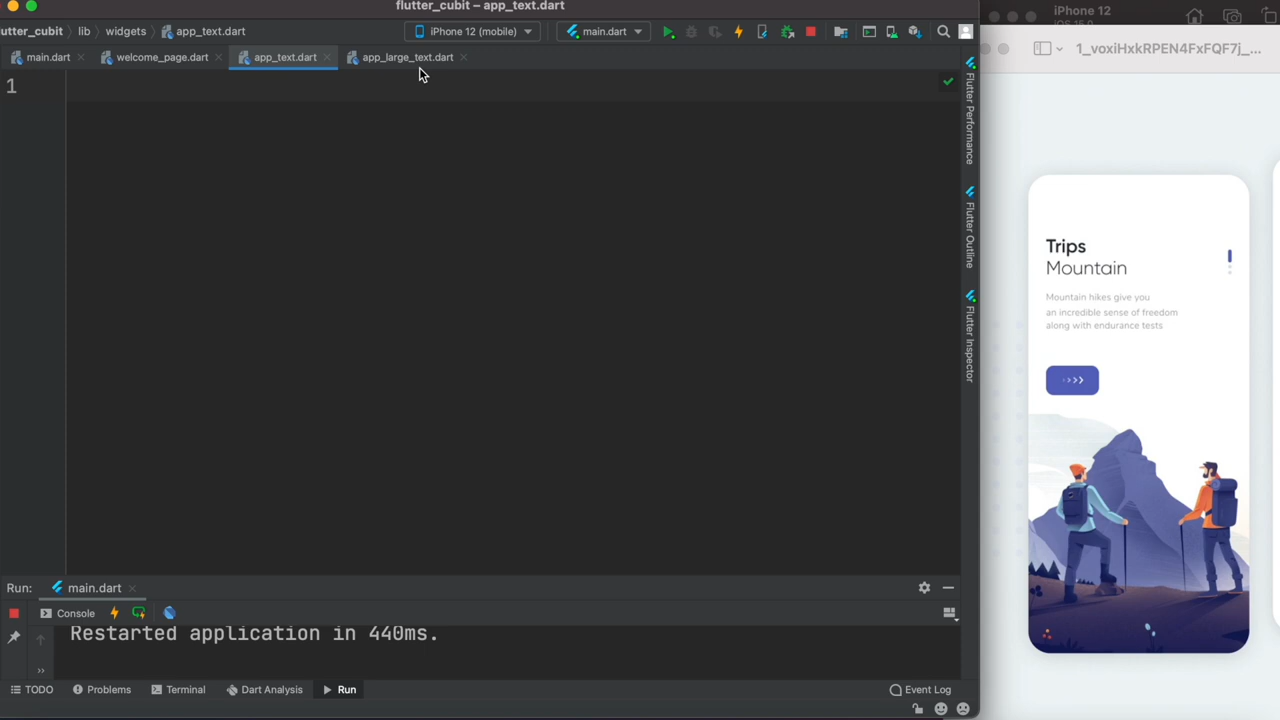 flutter_cubit – app_text.dart
iPhone 12
utter_cubit
lib
widgets
app_text.dart
iPhone 12 (mobile)
main.dart
1_voxiHxkRPEN4FxFQF7j_...
main.dart
welcome_page.dart
app_text.dart
app_large_text.dart
1
Flutter Performance
Flutter Outline
Flutter Inspector
Trips
Mountain
Mountain hikes give you
an incredible sense of freedom
along with endurance tests
Run:
main.dart
Console
Restarted application in 440ms.
TODO
Problems
Terminal
Dart Analysis
Run
Event Log